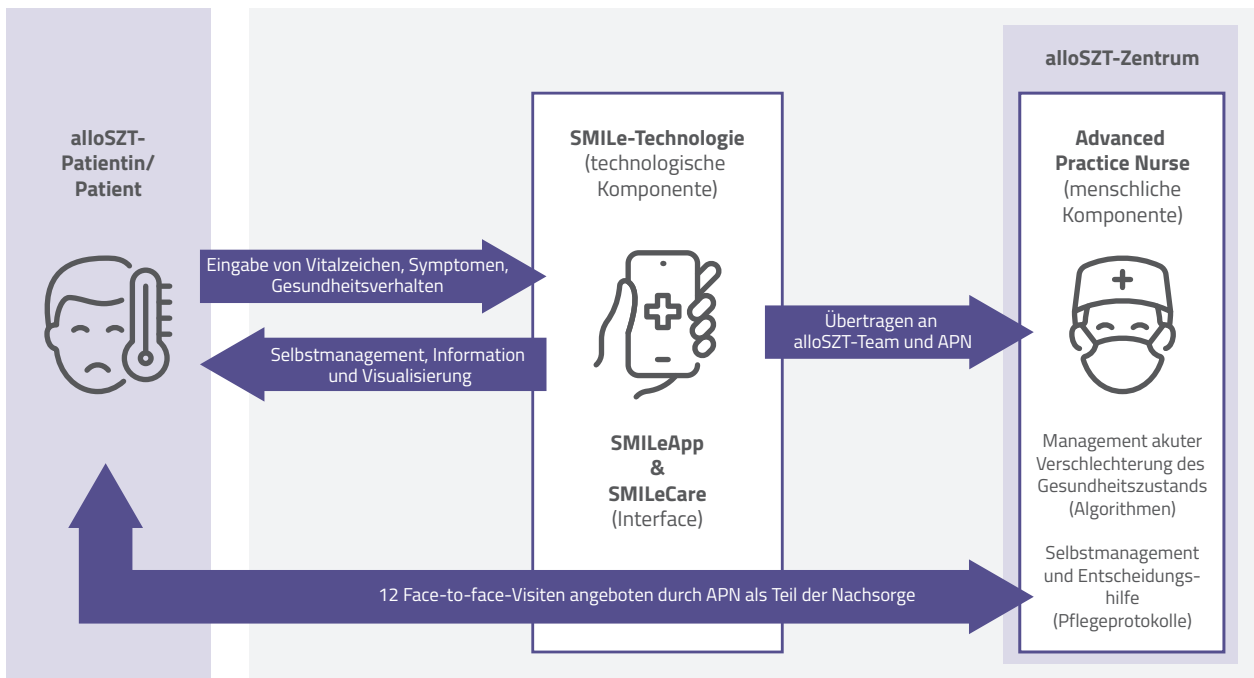 alloSZT-
Patientin/
Patient
Eingabe von Vitalzeichen, Symptomen,
Gesundheitsverhalten
Selbstmanagement, Information
und Visualisierung
SMILe-Technologie
(technologische
Komponente)
SMILeApp
&
SMILeCare
(Interface)
Übertragen an
alloSZT-Team und APN
alloSZT-Zentrum
Advanced
Practice Nurse
(menschliche
Komponente)
Management akuter
Verschlechterung des
Gesundheitszustands
(Algorithmen)
Selbstmanagement
und Entscheidungs-
hilfe
(Pflegeprotokolle)
12 Face-to-face-Visiten angeboten durch APN als Teil der Nachsorge